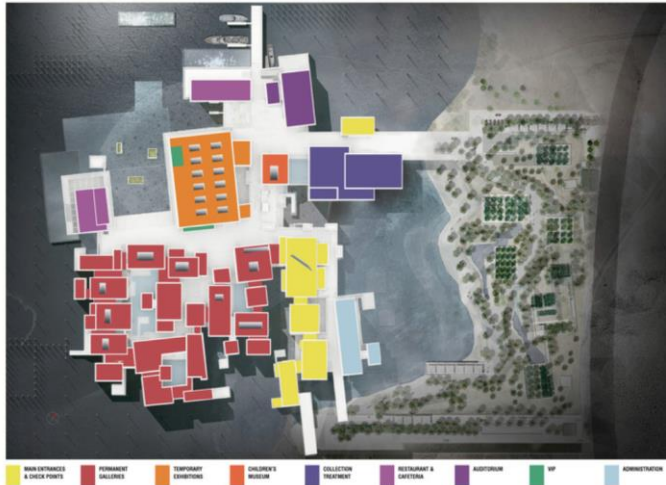 MAIN ENTRANCES
& CHECK POINTS
PERMANENT
GALLERIES
TEMPORARY
EXHIBITIONS
CHILDREN'S
MUSEUM
COLLECTION
TREATMENT
RESTAURANT &
CAFETERIA
AUDITORIUM
VIP
ADMINISTRATION